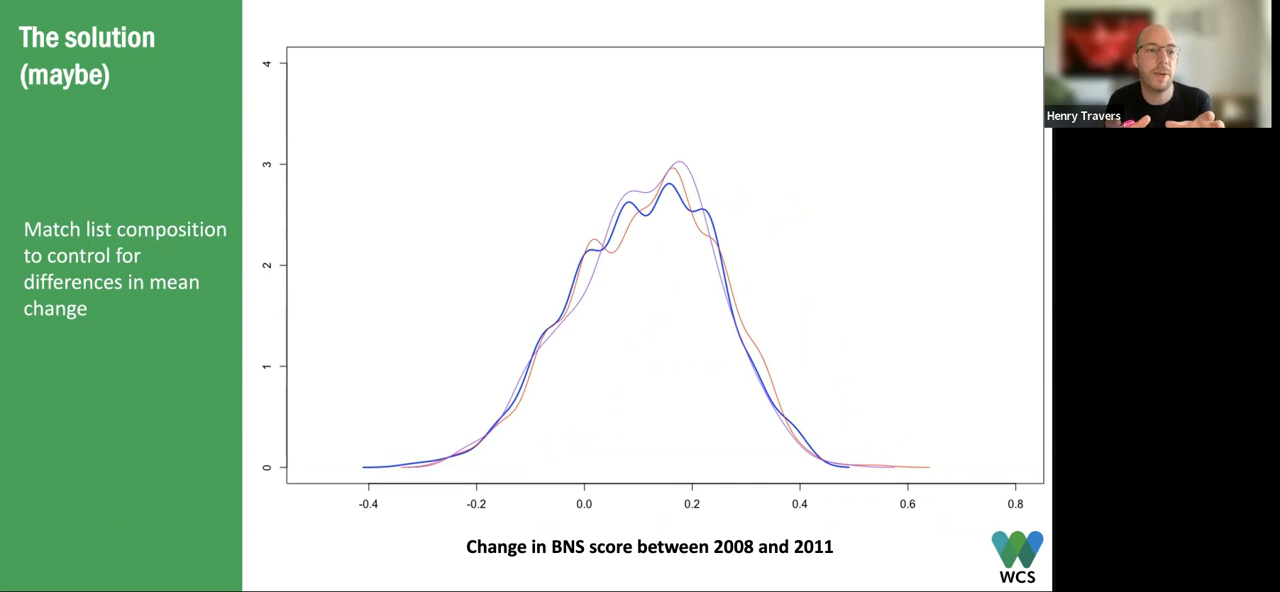 The solution
(maybe)
Match list composition
to control for
differences in mean
change
4
3
2
1
0
-0.4
-0.2
0.0
0.2
0.4
0.6
0.8
Change in BNS score between 2008 and 2011
WCS
Henry Travers